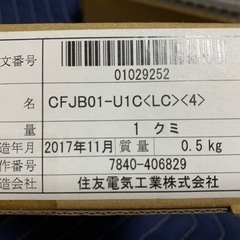 文番号
01029252
名 CFJB01-U1C<LC><4>
量 1 クミ
造年月 2017年11月 質量 0.5 kg
作番号 7840-406829
造会社 住友電気工業株式会社